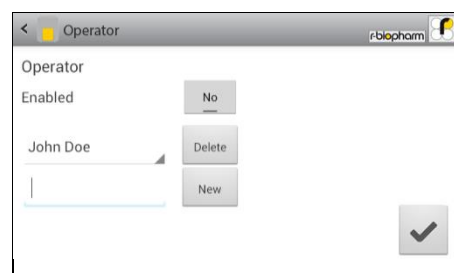 Operator
r-biopharm
Operator
Enabled No
John Doe Delete
New